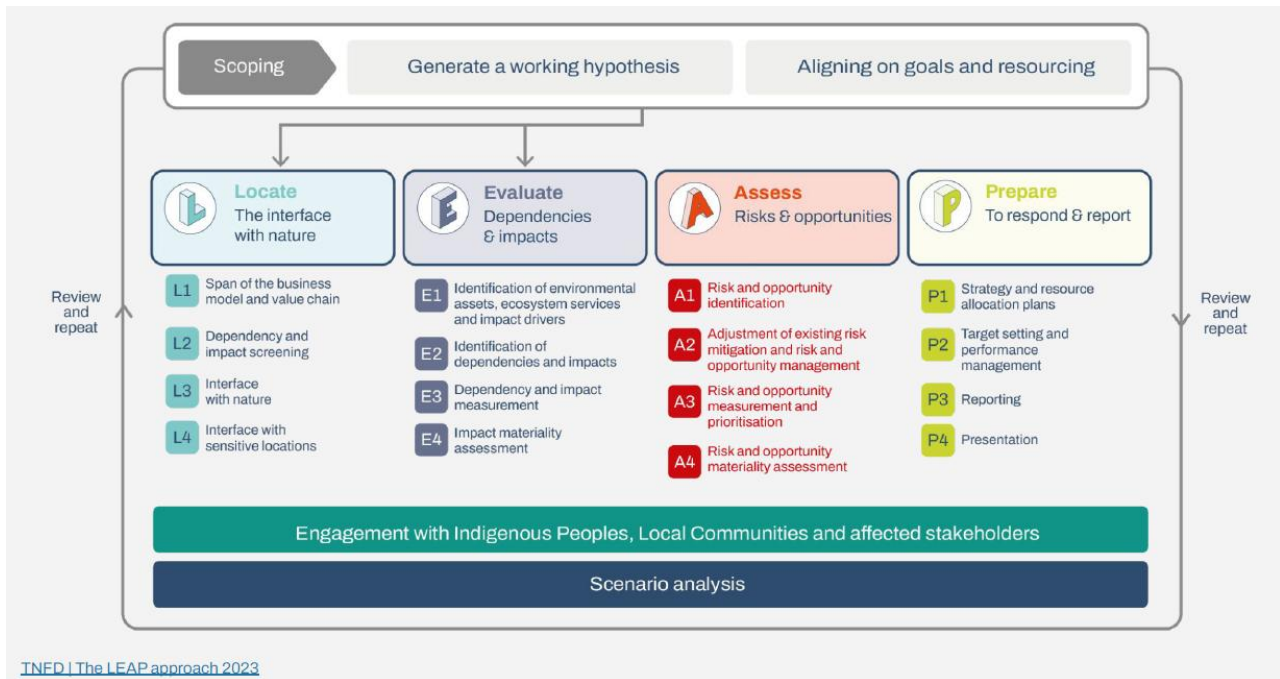 Scoping
Generate a working hypothesis
Aligning on goals and resourcing
Review
and
repeat
L
Locate
The interface
with nature
L1
Span of the business
model and value chain
L2
Dependency and
impact screening
L3
Interface
with nature
L4
Interface with
sensitive locations
E
Evaluate
Dependencies
& impacts
E1
Identification of environmental
assets, ecosystem services
and impact drivers
E2
Identification of
dependencies and impacts
E3
Dependency and impact
measurement
E4
Impact materiality
assessment
A
Assess
Risks & opportunities
A1
Risk and opportunity
identification
A2
Adjustment of existing risk
mitigation and risk and
opportunity management
A3
Risk and opportunity
measurement and
prioritisation
A4
Risk and opportunity
materiality assessment
P
Prepare
To respond & report
P1
Strategy and resource
allocation plans
P2
Target setting and
performance
management
P3
Reporting
P4
Presentation
Review
and
repeat
Engagement with Indigenous Peoples, Local Communities and affected stakeholders
Scenario analysis
TNFD | The LEAP approach 2023